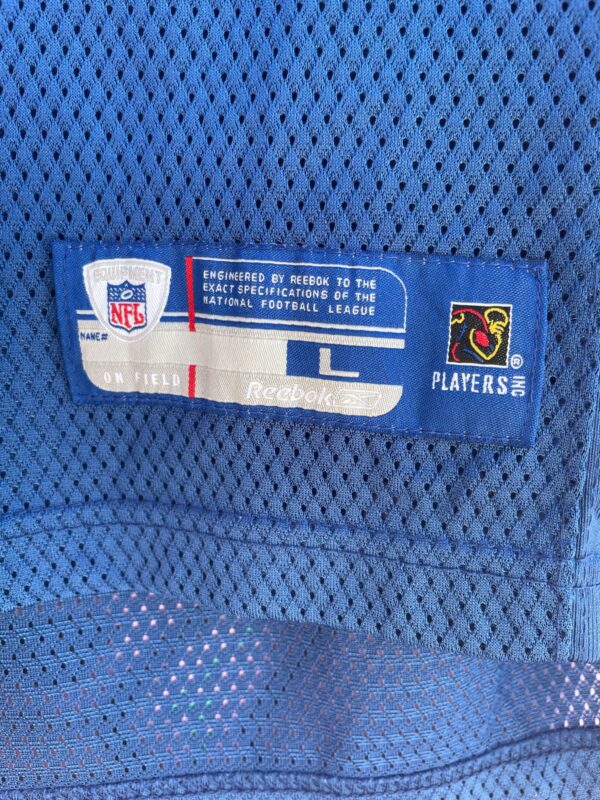 EQUIPMENT
NFL
NAME#
ON FIELD
ENGINEERED BY REEBOK TO THE
EXACT SPECIFICATIONS OF THE
NATIONAL FOOTBALL LEAGUE
L
Reebok
®
PLAYERS INC